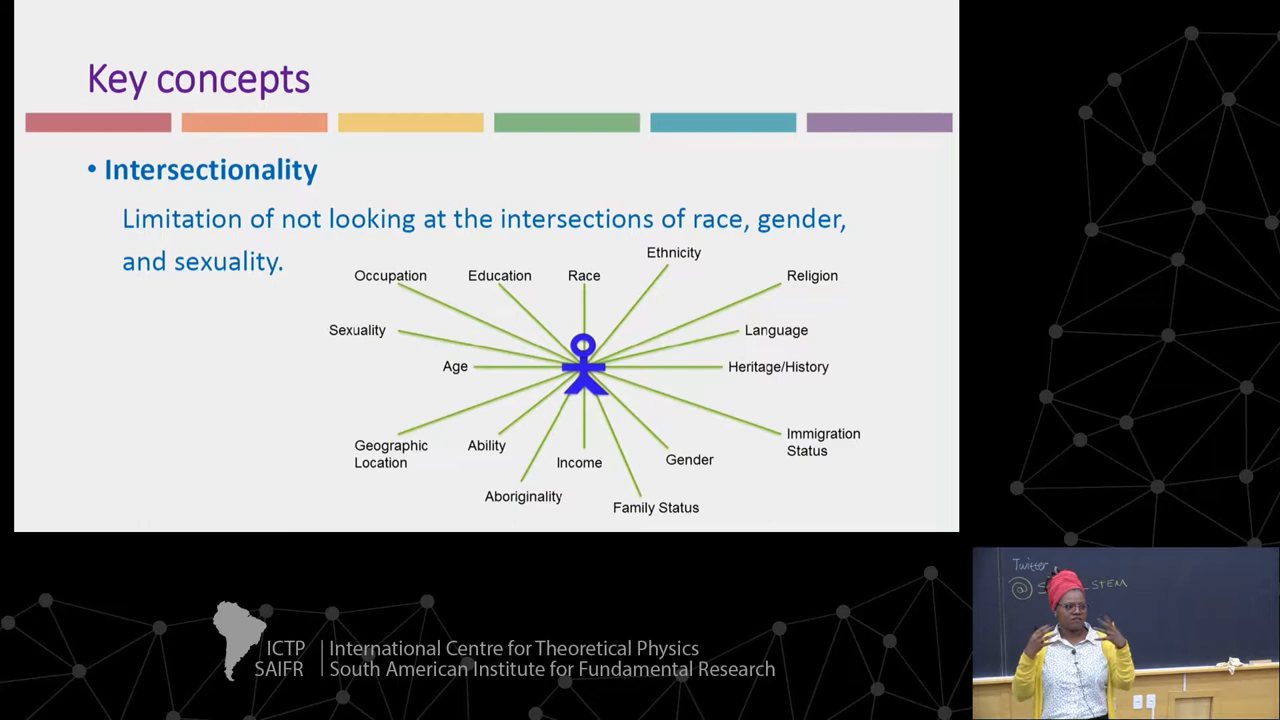 Key concepts
• Intersectionality
Limitation of not looking at the intersections of race, gender,
and sexuality.
Ethnicity
Occupation
Education
Race
Religion
Sexuality
Language
Age
Heritage/History
Geographic
Location
Ability
Income
Gender
Immigration
Status
Aboriginality
Family Status
Twitter
@
STEM
ICTP
SAIFR
International Centre for Theoretical Physics
South American Institute for Fundamental Research